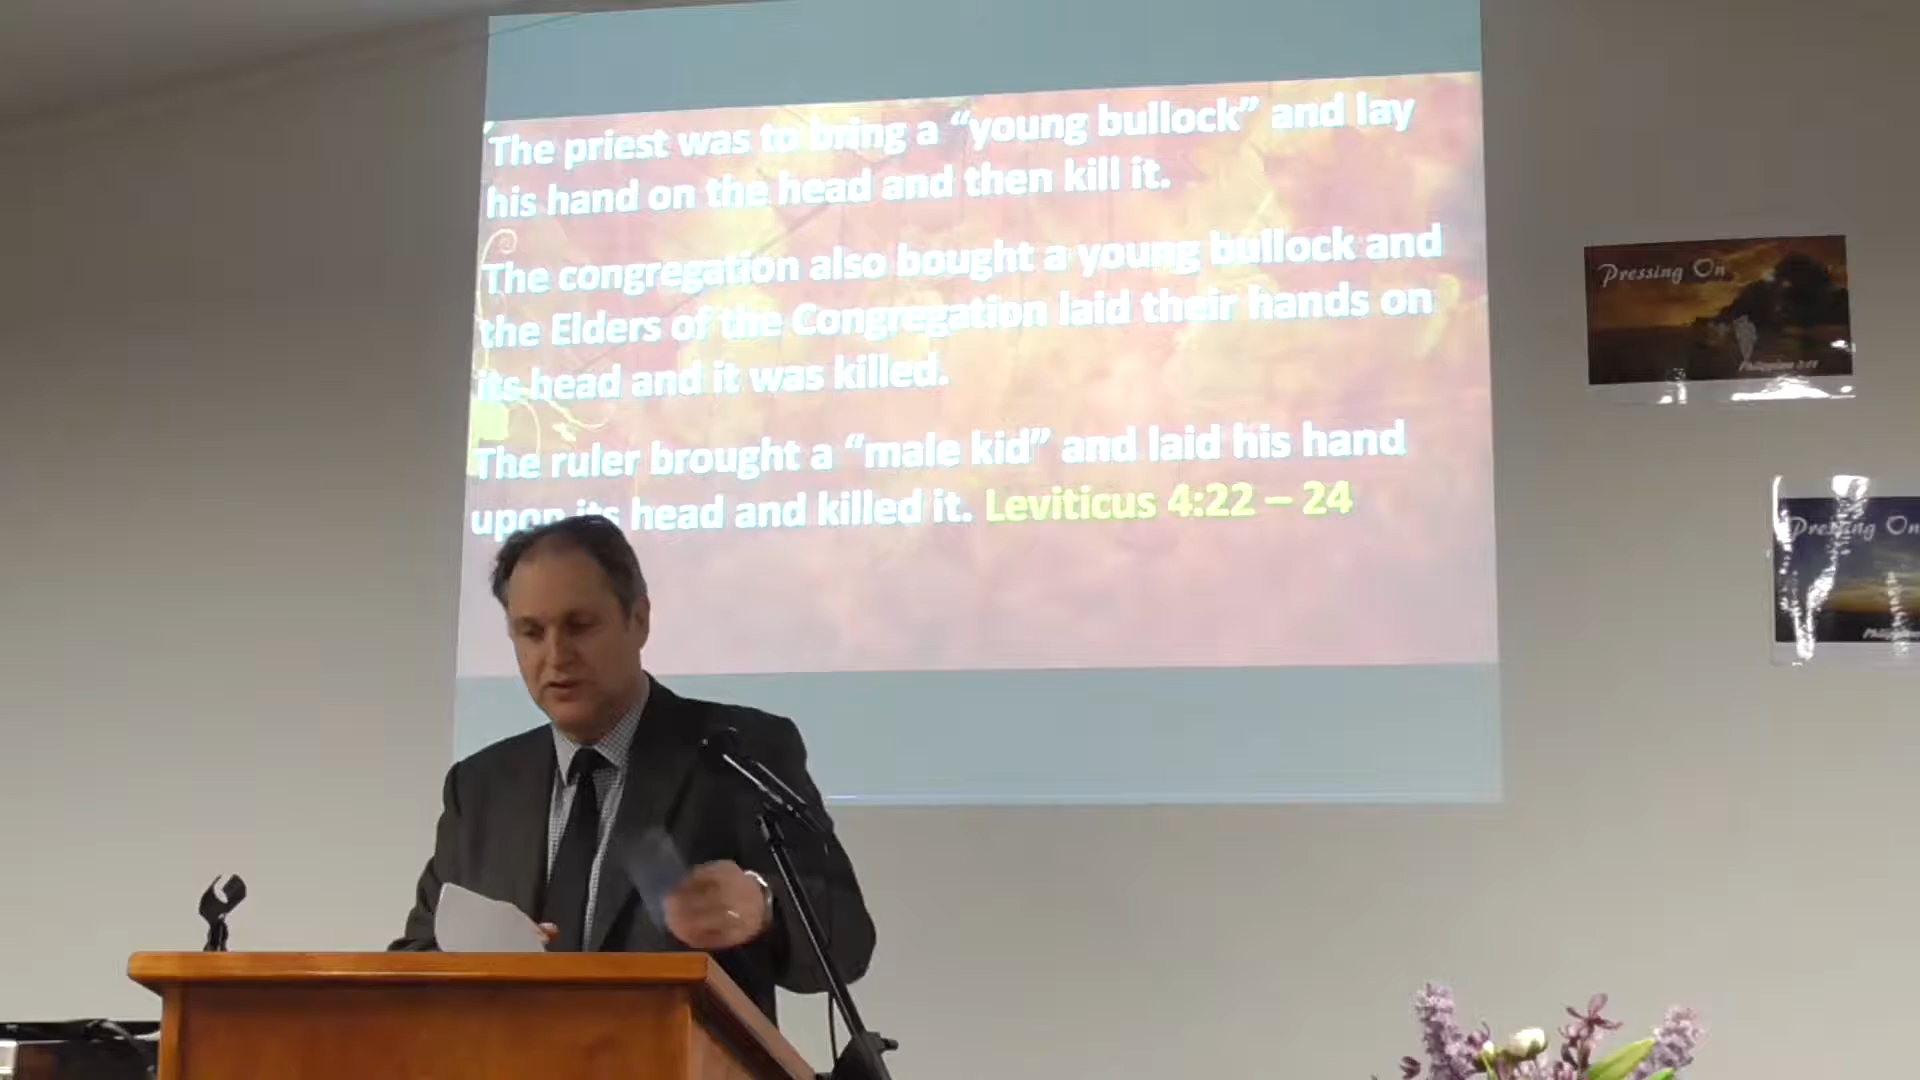 The priest was to bring a “young bullock” and lay
his hand on the head and then kill it.
The congregation also bought a young bullock and
the Elders of the Congregation laid their hands on
its head and it was killed.
The ruler brought a “male kid” and laid his hand
upon its head and killed it. Leviticus 4:22 – 24
Pressing On
Pressing On